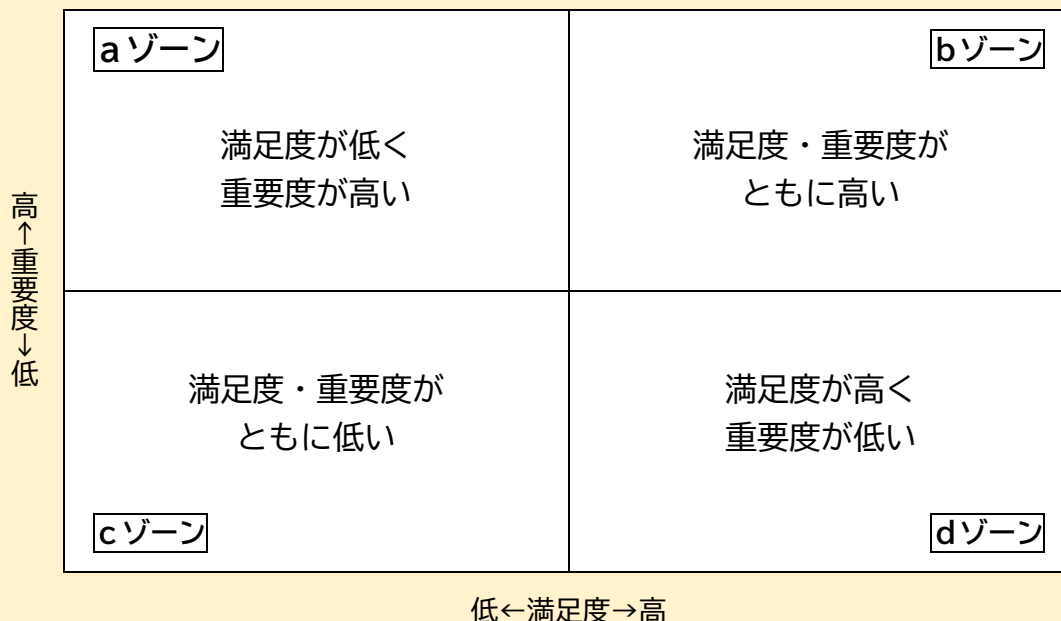 aゾーン
bゾーン
満足度が低く
重要度が高い
満足度・重要度が
ともに高い
高←重要度→低
満足度・重要度が
ともに低い
満足度が高く
重要度が低い
cゾーン
dゾーン
低←満足度→高